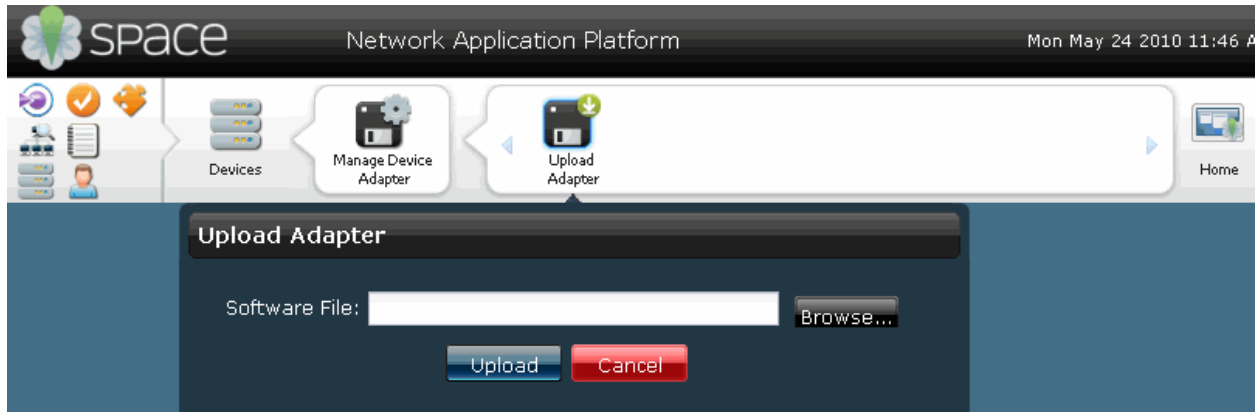 space Network Application Platform Mon May 24 2010 11:46 A
Devices
Manage Device
Adapter
Upload
Adapter
Home
Upload Adapter
Software File: Browse...
Upload Cancel